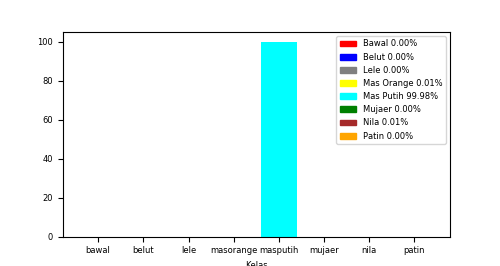 100
80
60
40
20
0
Bawal 0.00%
Belut 0.00%
Lele 0.00%
Mas Orange 0.01%
Mas Putih 99.98%
Mujaer 0.00%
Nila 0.01%
Patin 0.00%
bawal belut lele masorange masputih mujaer nila patin
Kelas